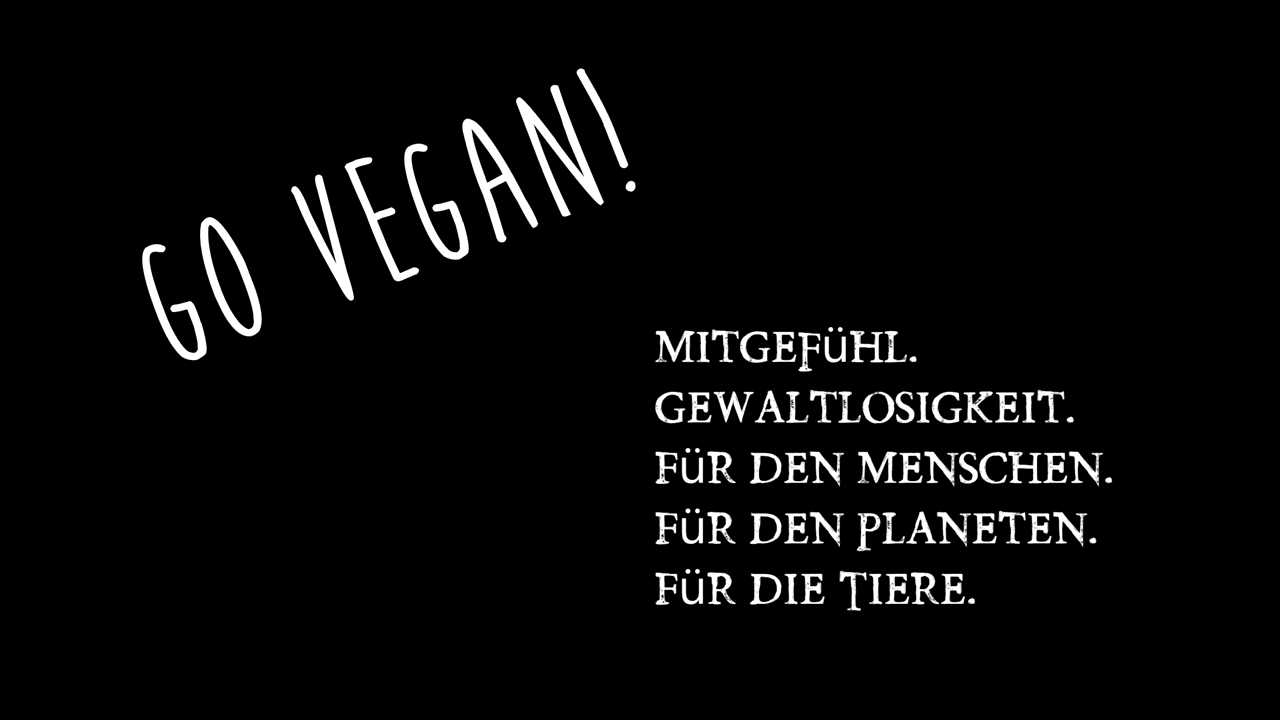 GO VEGAN!
MITGEFÜHL.
GEWALTLOSIGKEIT.
FÜR DEN MENSCHEN.
FÜR DEN PLANETEN.
FÜR DIE TIERE.